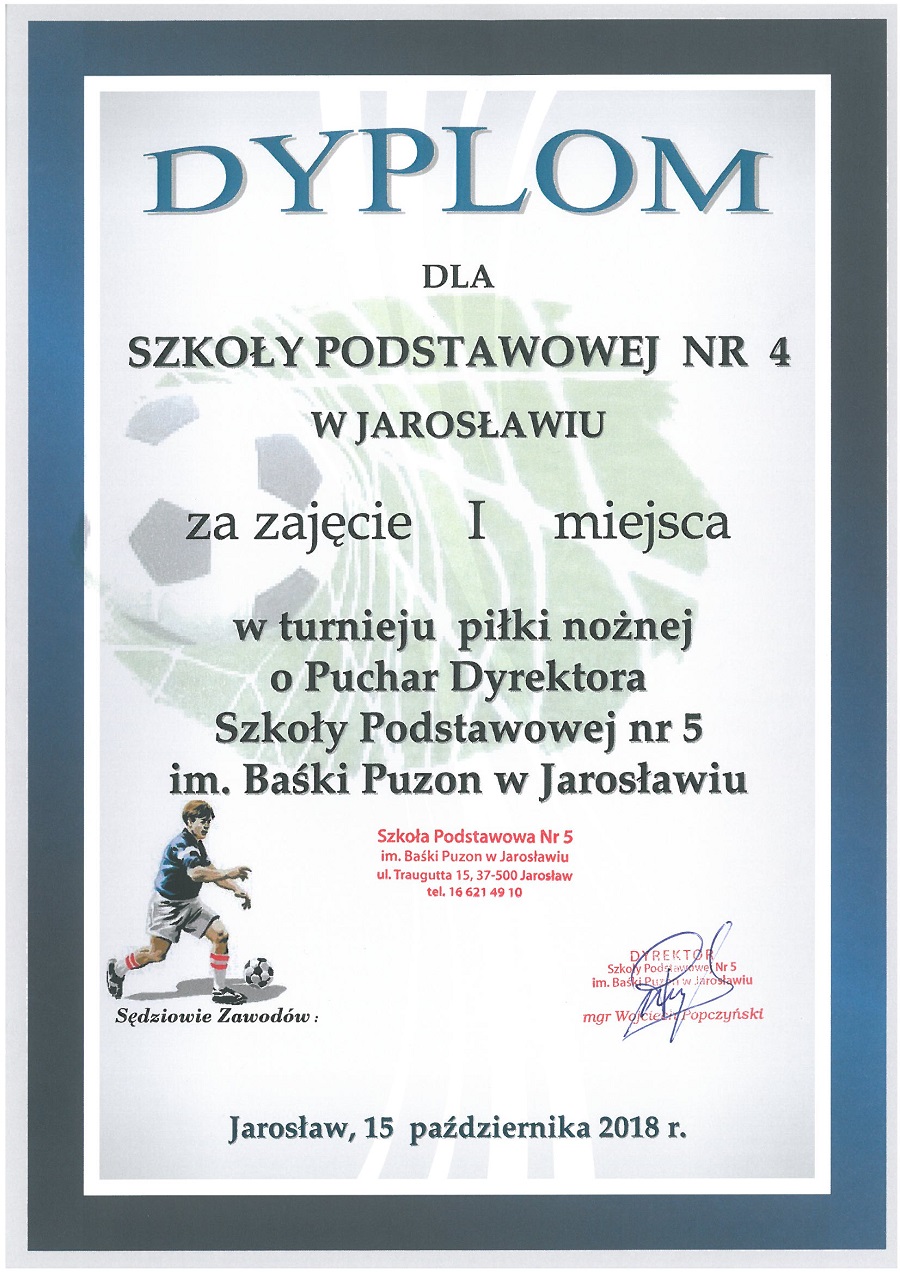 DYPLOM
DLA
SZKOŁY PODSTAWOWEJ NR 4
W JAROSŁAWIU
za zajęcie I miejsca
w turnieju piłki nożnej
o Puchar Dyrektora
Szkoły Podstawowej nr 5
im. Baśki Puzon w Jarosławiu
Szkoła Podstawowa Nr 5
im. Baśki Puzon w Jarosławiu
ul. Traugutta 15, 37-500 Jarosław
tel. 16 621 49 10
DYREKTOR
Szkoły Podstawowej Nr 5
im. Baśki Puzon w Jarosławiu
mgr Wojciech Popczyński
Sędziowie Zawodów :
Jarosław, 15 października 2018 r.